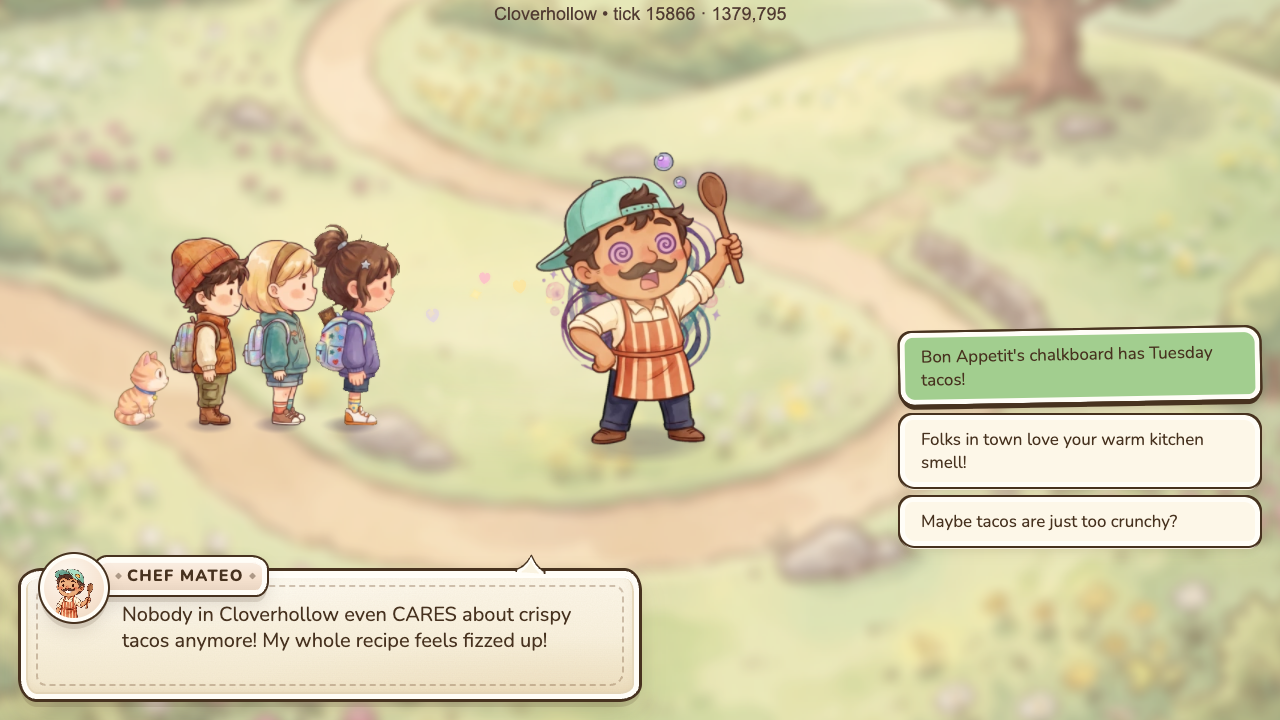 Cloverhollow • tick 15866 · 1379,795
Bon Appetit's chalkboard has Tuesday
tacos!
Folks in town love your warm kitchen
smell!
Maybe tacos are just too crunchy?
CHEF MATEO
Nobody in Cloverhollow even CARES about crispy
tacos anymore! My whole recipe feels fizzed up!